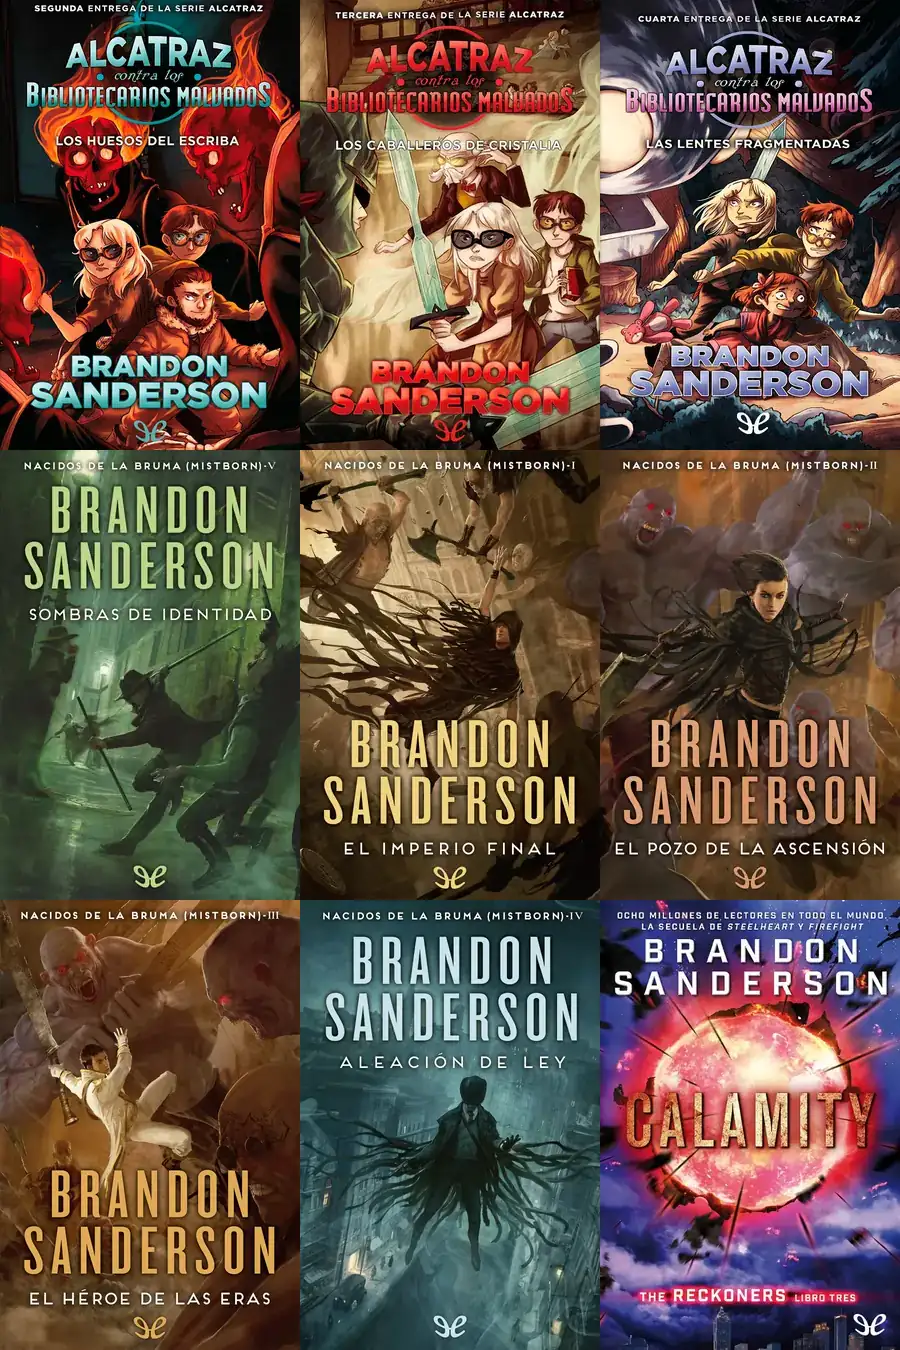 SEGUNDA ENTREGA DE LA SERIE ALCATRAZ
ALCATRAZ
contra los
BIBLIOTECARIOS MALVADOS
LOS HUESOS DEL ESCRIBA
BRANDON
SANDERSON
TERCERA ENTREGA DE LA SERIE ALCATRAZ
ALCATRAZ
contra los
BIBLIOTECARIOS MALVADOS
LOS CABALLEROS DE CRISTALIA
BRANDON
SANDERSON
CUARTA ENTREGA DE LA SERIE ALCATRAZ
ALCATRAZ
contra los
BIBLIOTECARIOS MALVADOS
LAS LENTES FRAGMENTADAS
BRANDON
SANDERSON
NACIDOS DE LA BRUMA (MISTBORN)-V
BRANDON
SANDERSON
SOMBRAS DE IDENTIDAD
NACIDOS DE LA BRUMA (MISTBORN)-I
BRANDON
SANDERSON
EL IMPERIO FINAL
NACIDOS DE LA BRUMA (MISTBORN)-II
BRANDON
SANDERSON
EL POZO DE LA ASCENSIÓN
NACIDOS DE LA BRUMA (MISTBORN)-III
BRANDON
SANDERSON
EL HÉROE DE LAS ERAS
NACIDOS DE LA BRUMA (MISTBORN)-IV
BRANDON
SANDERSON
ALEACIÓN DE LEY
OCHO MILLONES DE LECTORES EN TODO EL MUNDO.
LA SECUELA DE STEELHEART Y FIREFIGHT
BRANDON
SANDERSON
CALAMITY
THE RECKONERS LIBRO TRES